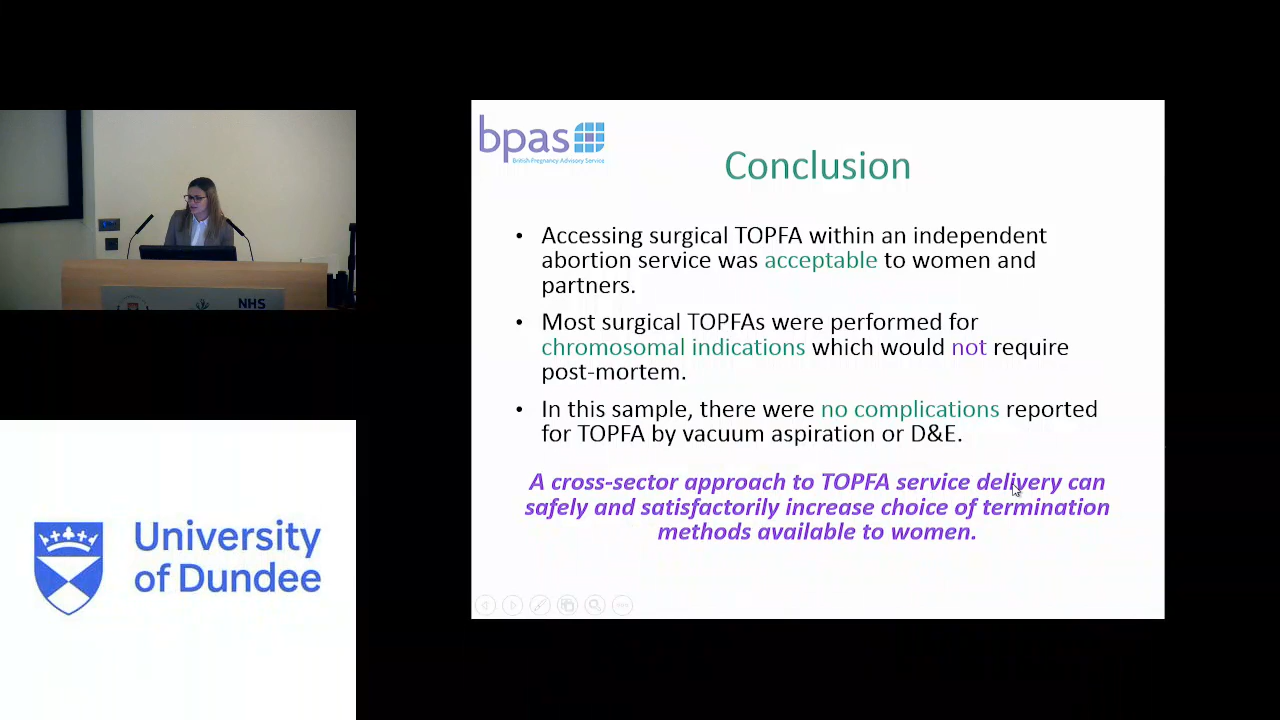 NHS
University
of Dundee
bpas
British Pregnancy Advisory Service
Conclusion
• Accessing surgical TOPFA within an independent
abortion service was acceptable to women and
partners.
• Most surgical TOPFAs were performed for
chromosomal indications which would not require
post-mortem.
• In this sample, there were no complications reported
for TOPFA by vacuum aspiration or D&E.
A cross-sector approach to TOPFA service delivery can
safely and satisfactorily increase choice of termination
methods available to women.